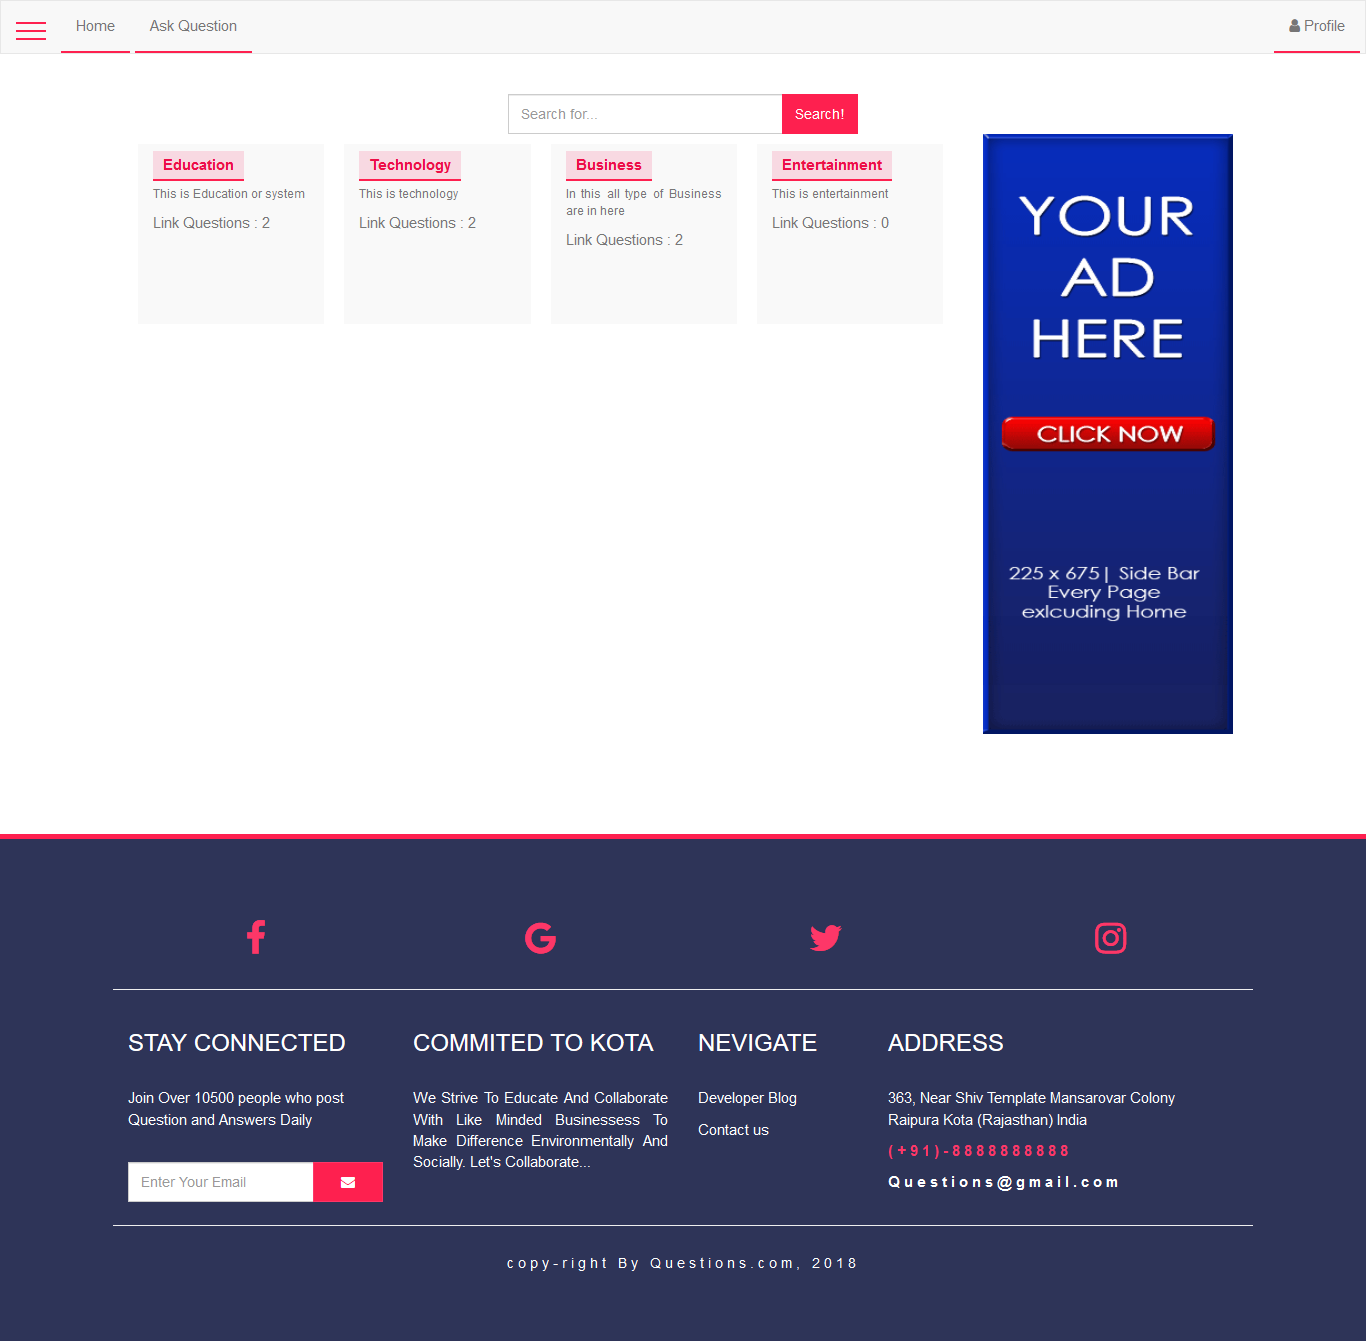 Home
Ask Question
Profile
Search for...
Search!
Education
This is Education or system
Link Questions : 2
Technology
This is technology
Link Questions : 2
Business
In this all type of Business
are in here
Link Questions : 2
Entertainment
This is entertainment
Link Questions : 0
YOUR
AD
HERE
CLICK NOW
225 x 675| Side Bar
Every Page
exlcuding Home
STAY CONNECTED
Join Over 10500 people who post
Question and Answers Daily
Enter Your Email
COMMITED TO KOTA
We Strive To Educate And Collaborate
With Like Minded Businessess To
Make Difference Environmentally And
Socially. Let's Collaborate...
NEVIGATE
Developer Blog
Contact us
ADDRESS
363, Near Shiv Template Mansarovar Colony
Raipura Kota (Rajasthan) India
(+91)-8888888888
Questions@gmail.com
copy-right By Questions.com, 2018